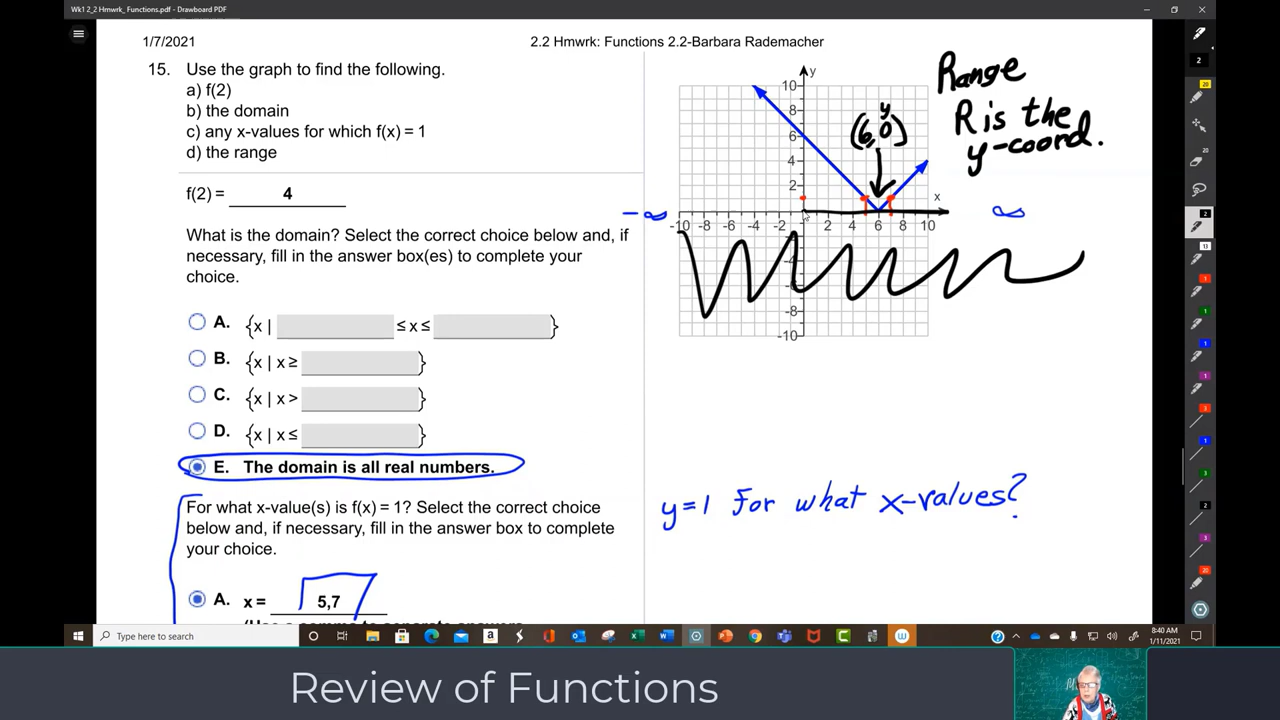 Wk1 2_2 Hmwrk_ Functions.pdf - Drawboard PDF
1/7/2021
2.2 Hmwrk: Functions 2.2-Barbara Rademacher
15. Use the graph to find the following.
a) f(2)
b) the domain
c) any x-values for which f(x) = 1
d) the range
f(2) = 4
What is the domain? Select the correct choice below and, if
necessary, fill in the answer box(es) to complete your
choice.
A. {x | ≤ x ≤ }
B. {x | x ≥ }
C. {x | x > }
D. {x | x ≤ }
E. The domain is all real numbers.
For what x-value(s) is f(x) = 1? Select the correct choice
below and, if necessary, fill in the answer box to complete
your choice.
A. x = 5,7
y
10
8
6
4
2
x
-∞
∞
-10 -8 -6 -4 -2 2 4 6 8 10
-8
-10
y
(6,0)
Range
R is the
y-coord.
y=1 for what x-values?
Type here to search
8:40 AM
1/11/2021
Review of Functions